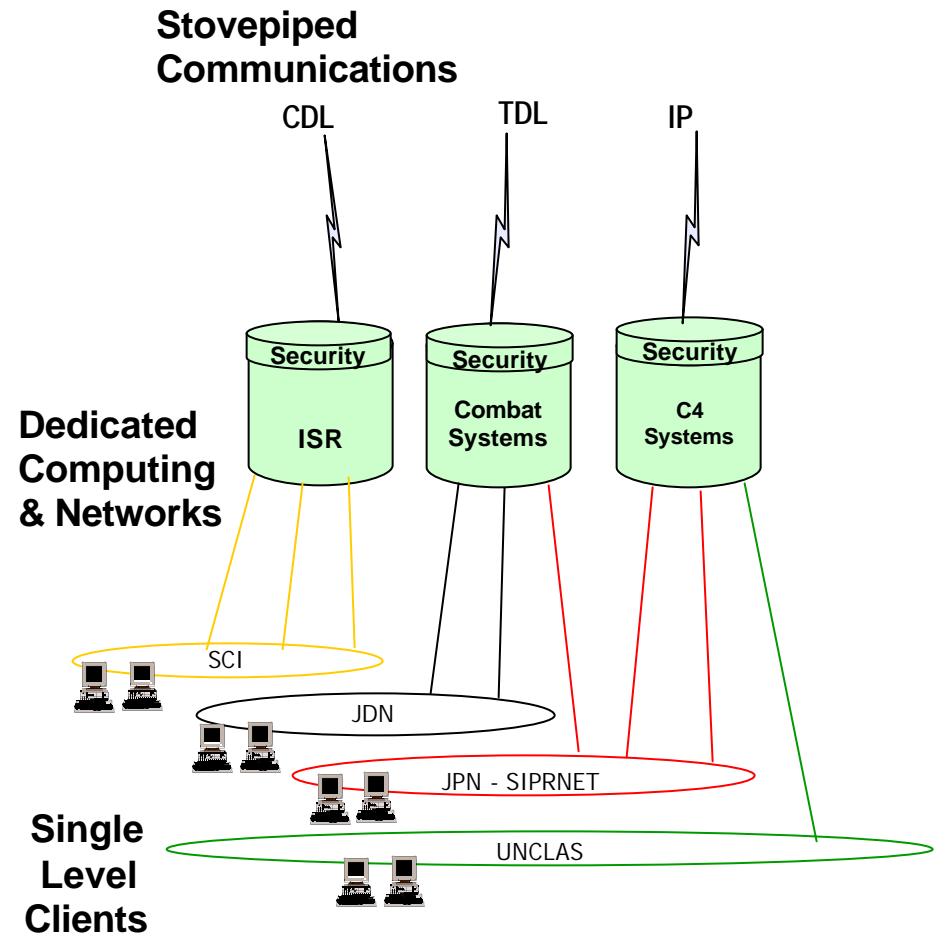 Stovepiped
Communications
CDL
TDL
IP
Security
ISR
Security
Combat
Systems
Security
C4
Systems
Dedicated
Computing
& Networks
SCI
JDN
JPN - SIPRNET
UNCLAS
Single
Level
Clients